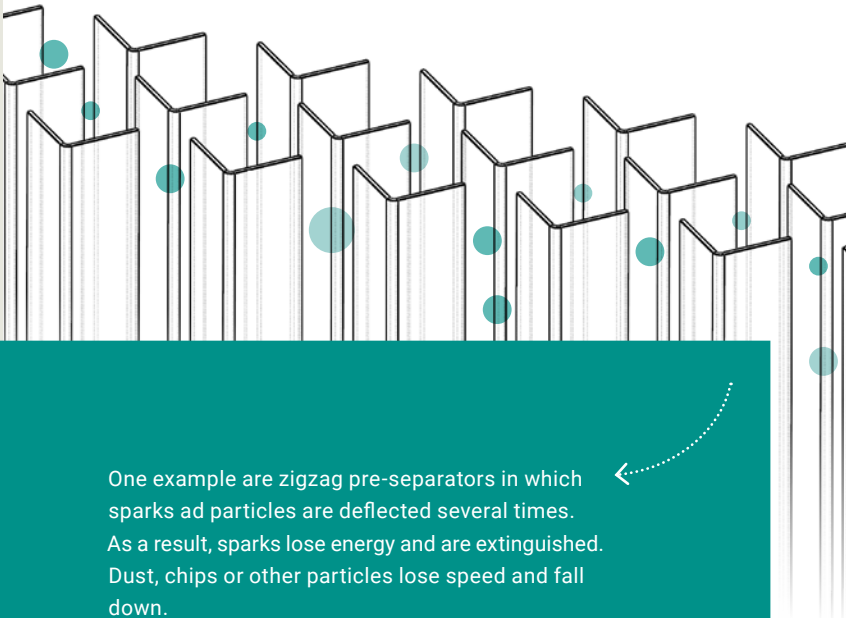 One example are zigzag pre-separators in which
sparks ad particles are deflected several times.
As a result, sparks lose energy and are extinguished.
Dust, chips or other particles lose speed and fall
down.